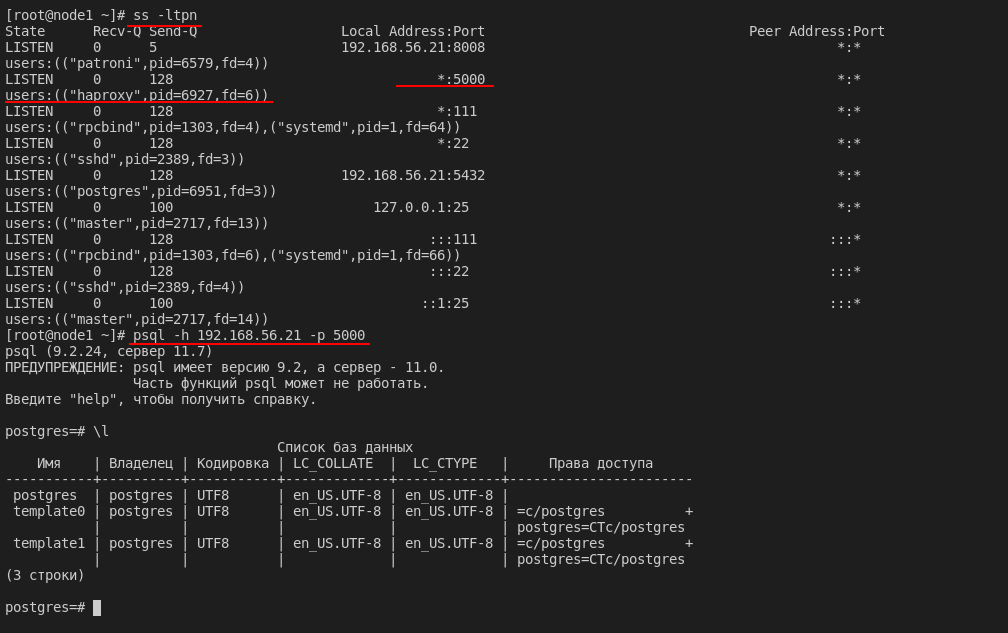 [root@node1 ~]# ss -ltpn
State      Recv-Q Send-Q                  Local Address:Port                                 Peer Address:Port
LISTEN     0      5                       192.168.56.21:8008                                            *:*
users:(("patroni",pid=6579,fd=4))
LISTEN     0      128                                 *:5000                                            *:*
users:(("haproxy",pid=6927,fd=6))
LISTEN     0      128                                 *:111                                             *:*
users:(("rpcbind",pid=1303,fd=4),("systemd",pid=1,fd=64))
LISTEN     0      128                                 *:22                                              *:*
users:(("sshd",pid=2389,fd=3))
LISTEN     0      128                     192.168.56.21:5432                                            *:*
users:(("postgres",pid=6951,fd=3))
LISTEN     0      100                         127.0.0.1:25                                              *:*
users:(("master",pid=2717,fd=13))
LISTEN     0      128                                :::111                                            :::*
users:(("rpcbind",pid=1303,fd=6),("systemd",pid=1,fd=66))
LISTEN     0      128                                :::22                                             :::*
users:(("sshd",pid=2389,fd=4))
LISTEN     0      100                               ::1:25                                             :::*
users:(("master",pid=2717,fd=14))
[root@node1 ~]# psql -h 192.168.56.21 -p 5000
psql (9.2.24, сервер 11.7)
ПРЕДУПРЕЖДЕНИЕ: psql имеет версию 9.2, а сервер - 11.0.
                Часть функций psql может не работать.
Введите "help", чтобы получить справку.

postgres=# \l
                                  Список баз данных
    Имя    | Владелец | Кодировка | LC_COLLATE  |  LC_CTYPE   |     Права доступа
-----------+----------+-----------+-------------+-------------+-----------------------
 postgres  | postgres | UTF8      | en_US.UTF-8 | en_US.UTF-8 |
 template0 | postgres | UTF8      | en_US.UTF-8 | en_US.UTF-8 | =c/postgres          +
           |          |           |             |             | postgres=CTc/postgres
 template1 | postgres | UTF8      | en_US.UTF-8 | en_US.UTF-8 | =c/postgres          +
           |          |           |             |             | postgres=CTc/postgres
(3 строки)

postgres=#